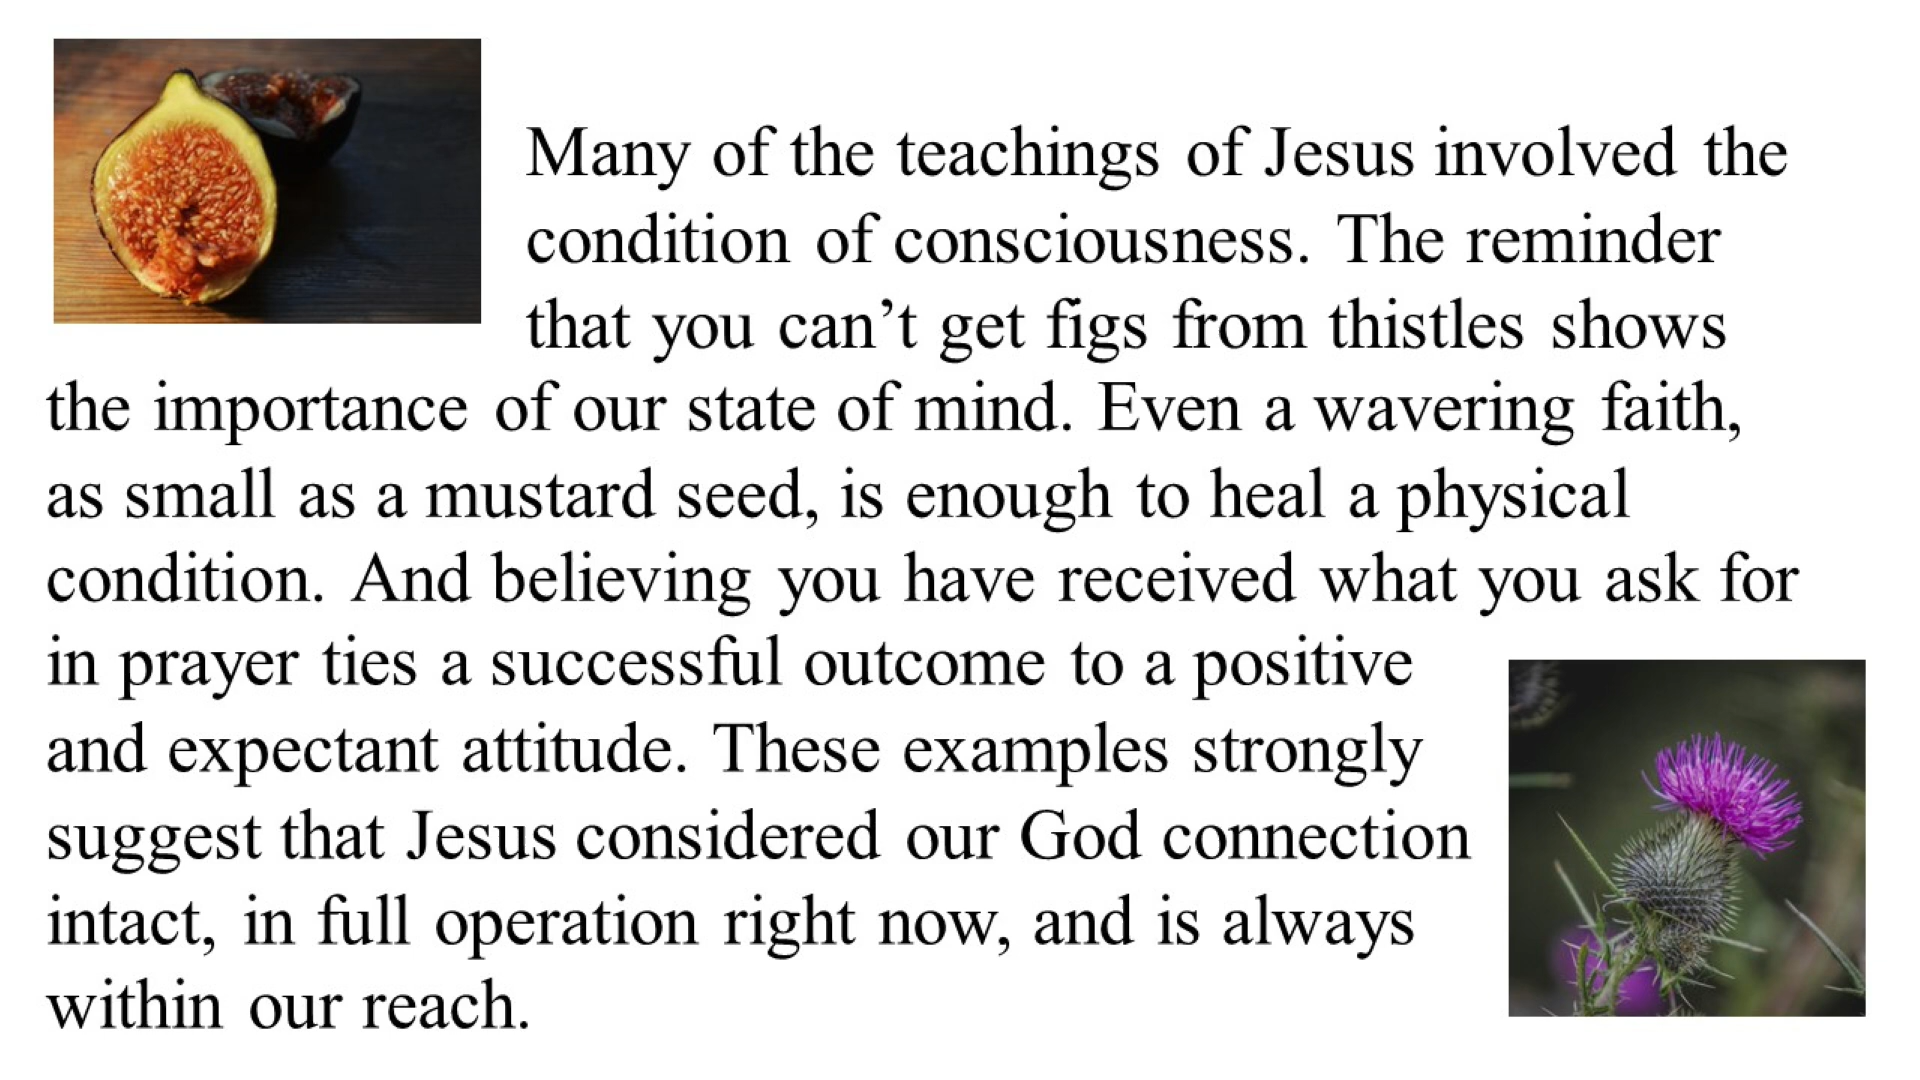 Many of the teachings of Jesus involved the
condition of consciousness. The reminder
that you can’t get figs from thistles shows
the importance of our state of mind. Even a wavering faith,
as small as a mustard seed, is enough to heal a physical
condition. And believing you have received what you ask for
in prayer ties a successful outcome to a positive
and expectant attitude. These examples strongly
suggest that Jesus considered our God connection
intact, in full operation right now, and is always
within our reach.